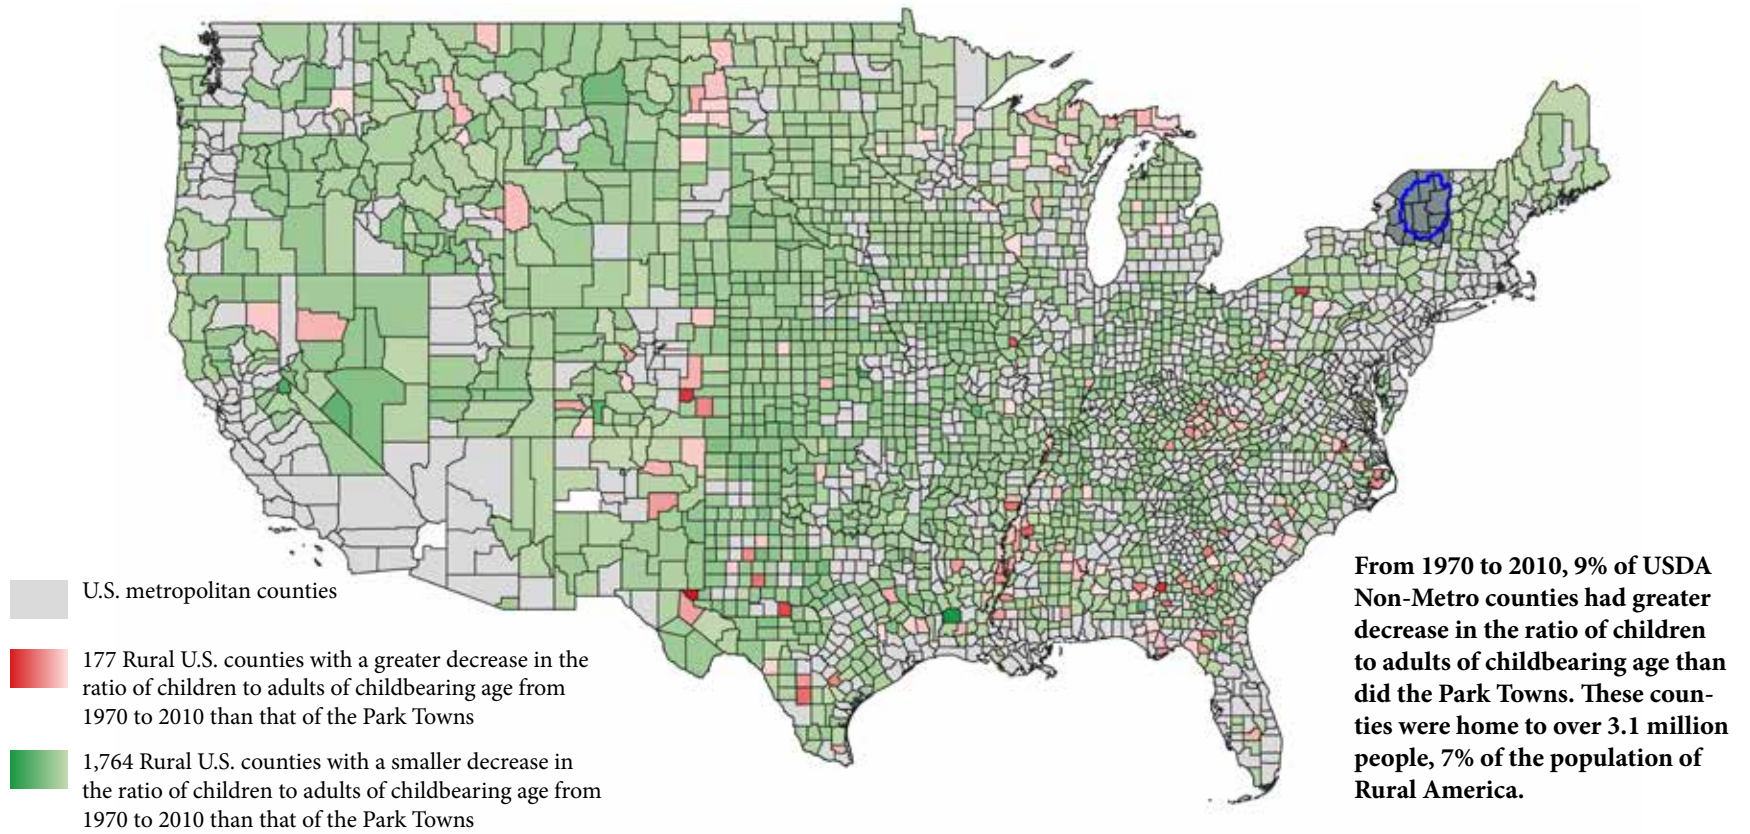 U.S. metropolitan counties
177 Rural U.S. counties with a greater decrease in the
ratio of children to adults of childbearing age from
1970 to 2010 than that of the Park Towns
1,764 Rural U.S. counties with a smaller decrease in
the ratio of children to adults of childbearing age from
1970 to 2010 than that of the Park Towns
From 1970 to 2010, 9% of USDA
Non-Metro counties had greater
decrease in the ratio of children
to adults of childbearing age than
did the Park Towns. These coun-
ties were home to over 3.1 million
people, 7% of the population of
Rural America.